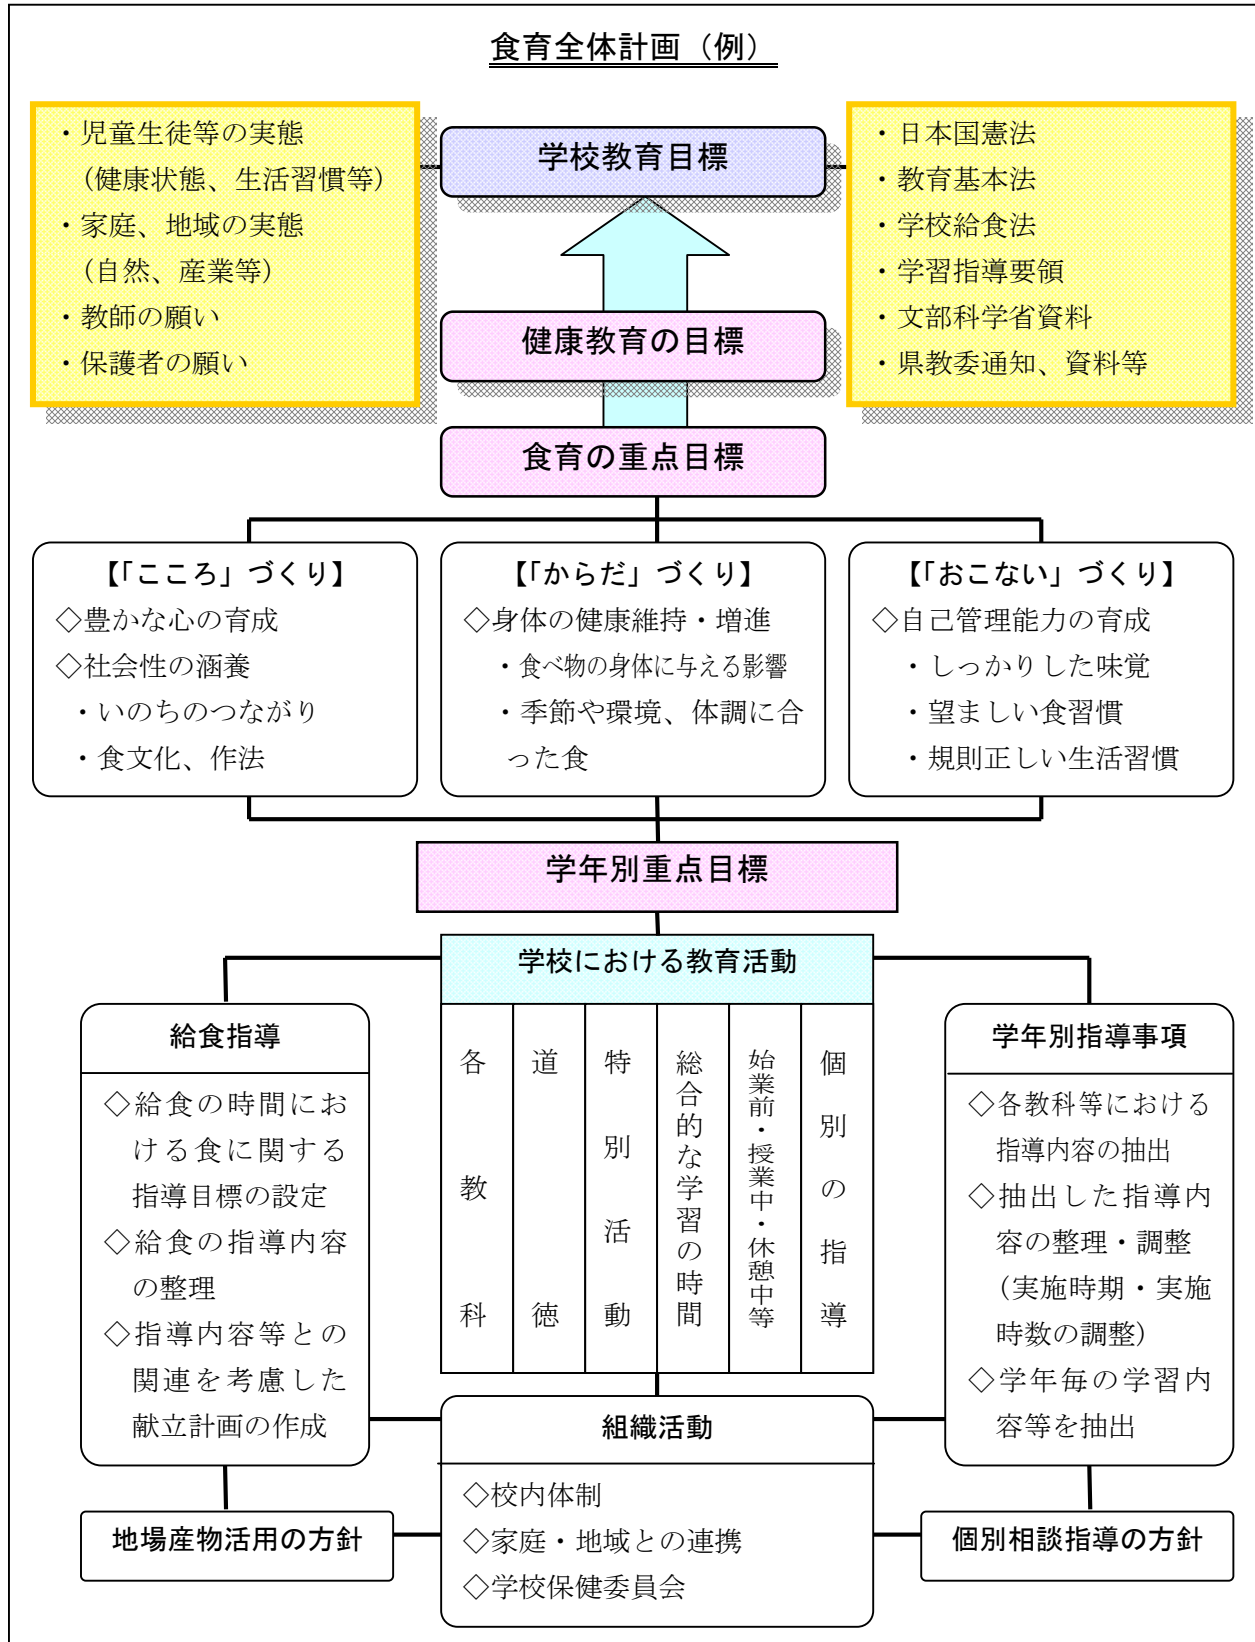 食育全体計画（例）
・児童生徒等の実態
（健康状態、生活習慣等）
・家庭、地域の実態
（自然、産業等）
・教師の願い
・保護者の願い
学校教育目標
・日本国憲法
・教育基本法
・学校給食法
・学習指導要領
・文部科学省資料
・県教委通知、資料等
健康教育の目標
食育の重点目標
【「こころ」づくり】
◇豊かな心の育成
◇社会性の涵養
・いのちのつながり
・食文化、作法
【「からだ」づくり】
◇身体の健康維持・増進
・食べ物の身体に与える影響
・季節や環境、体調に合
った食
【「おこない」づくり】
◇自己管理能力の育成
・しっかりした味覚
・望ましい食習慣
・規則正しい生活習慣
学年別重点目標
学校における教育活動
給食指導
◇給食の時間にお
ける食に関する
指導目標の設定
◇給食の指導内容
の整理
◇指導内容等との
関連を考慮した
献立計画の作成
各教科
道徳
特別活動
総合的な学習の時間
始業前・授業中・休憩中等
個別の指導
学年別指導事項
◇各教科等における
指導内容の抽出
◇抽出した指導内
容の整理・調整
（実施時期・実施
時数の調整）
◇学年毎の学習内
容等を抽出
組織活動
◇校内体制
◇家庭・地域との連携
◇学校保健委員会
地場産物活用の方針
個別相談指導の方針